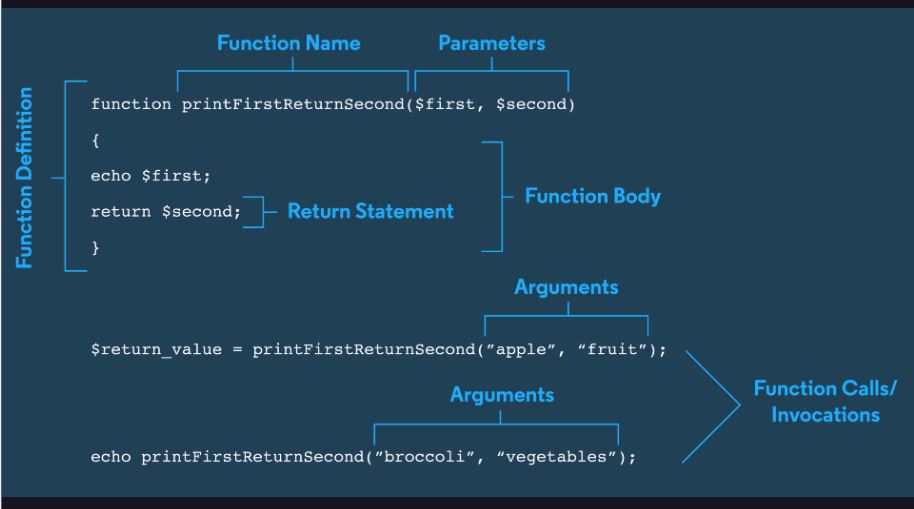 Function Name
Parameters
Function Definition
function printFirstReturnSecond($first, $second)
{
echo $first;
return $second;
}
Return Statement
Function Body
Arguments
$return_value = printFirstReturnSecond(”apple”, “fruit”);
Function Calls/
Invocations
Arguments
echo printFirstReturnSecond(”broccoli”, “vegetables”);